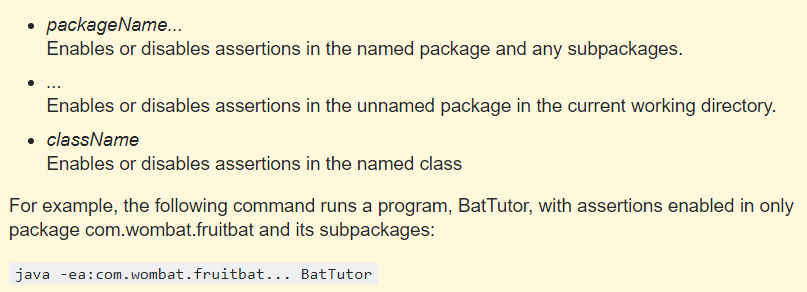 packageName...
Enables or disables assertions in the named package and any subpackages.
...
Enables or disables assertions in the unnamed package in the current working directory.
className
Enables or disables assertions in the named class
For example, the following command runs a program, BatTutor, with assertions enabled in only
package com.wombat.fruitbat and its subpackages:
java -ea:com.wombat.fruitbat... BatTutor